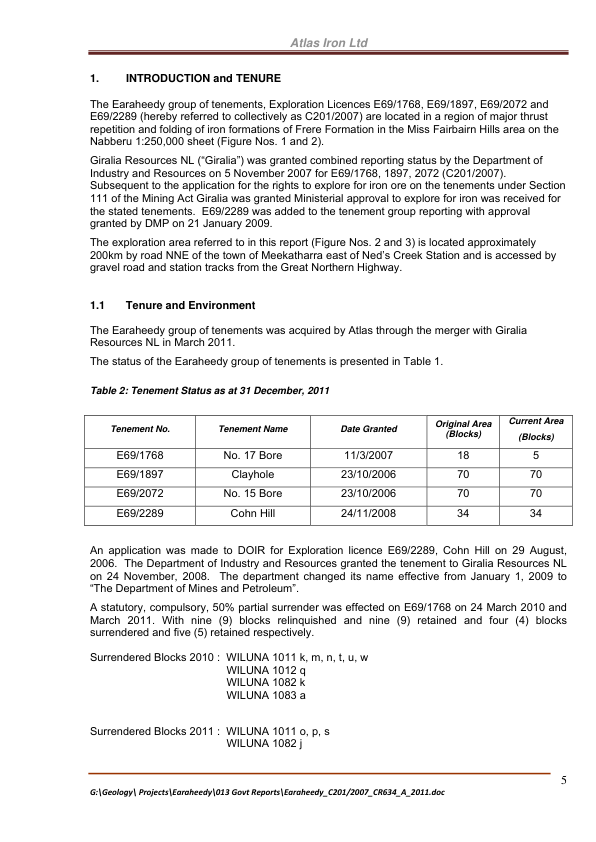 Atlas Iron Ltd
1. INTRODUCTION and TENURE
The Earaheedy group of tenements, Exploration Licences E69/1768, E69/1897, E69/2072 and
E69/2289 (hereby referred to collectively as C201/2007) are located in a region of major thrust
repetition and folding of iron formations of Frere Formation in the Miss Fairbairn Hills area on the
Nabberu 1:250,000 sheet (Figure Nos. 1 and 2).
Giralia Resources NL ("Giralia") was granted combined reporting status by the Department of
Industry and Resources on 5 November 2007 for E69/1768, 1897, 2072 (C201/2007).
Subsequent to the application for the rights to explore for iron ore on the tenements under Section
111 of the Mining Act Giralia was granted Ministerial approval to explore for iron was received for
the stated tenements. E69/2289 was added to the tenement group reporting with approval
granted by DMP on 21 January 2009.
The exploration area referred to in this report (Figure Nos. 2 and 3) is located approximately
200km by road NNE of the town of Meekatharra east of Ned's Creek Station and is accessed by
gravel road and station tracks from the Great Northern Highway.
1.1 Tenure and Environment
The Earaheedy group of tenements was acquired by Atlas through the merger with Giralia
Resources NL in March 2011.
The status of the Earaheedy group of tenements is presented in Table 1.
Table 2: Tenement Status as at 31 December, 2011
Tenement No. Tenement Name Date Granted Original Area (Blocks) Current Area (Blocks)
E69/1768 No. 17 Bore 11/3/2007 18 5
E69/1897 Clayhole 23/10/2006 70 70
E69/2072 No. 15 Bore 23/10/2006 70 70
E69/2289 Cohn Hill 24/11/2008 34 34
An application was made to DOIR for Exploration licence E69/2289, Cohn Hill on 29 August,
2006. The Department of Industry and Resources granted the tenement to Giralia Resources NL
on 24 November, 2008. The department changed its name effective from January 1, 2009 to
"The Department of Mines and Petroleum".
A statutory, compulsory, 50% partial surrender was effected on E69/1768 on 24 March 2010 and
March 2011. With nine (9) blocks relinquished and nine (9) retained and four (4) blocks
surrendered and five (5) retained respectively.
Surrendered Blocks 2010 : WILUNA 1011 k, m, n, t, u, w
WILUNA 1012 q
WILUNA 1082 k
WILUNA 1083 a
Surrendered Blocks 2011 : WILUNA 1011 o, p, s
WILUNA 1082 j
5
G:\Geology\ Projects\Earaheedy\013 Govt Reports\Earaheedy_C201/2007_CR634_A_2011.doc